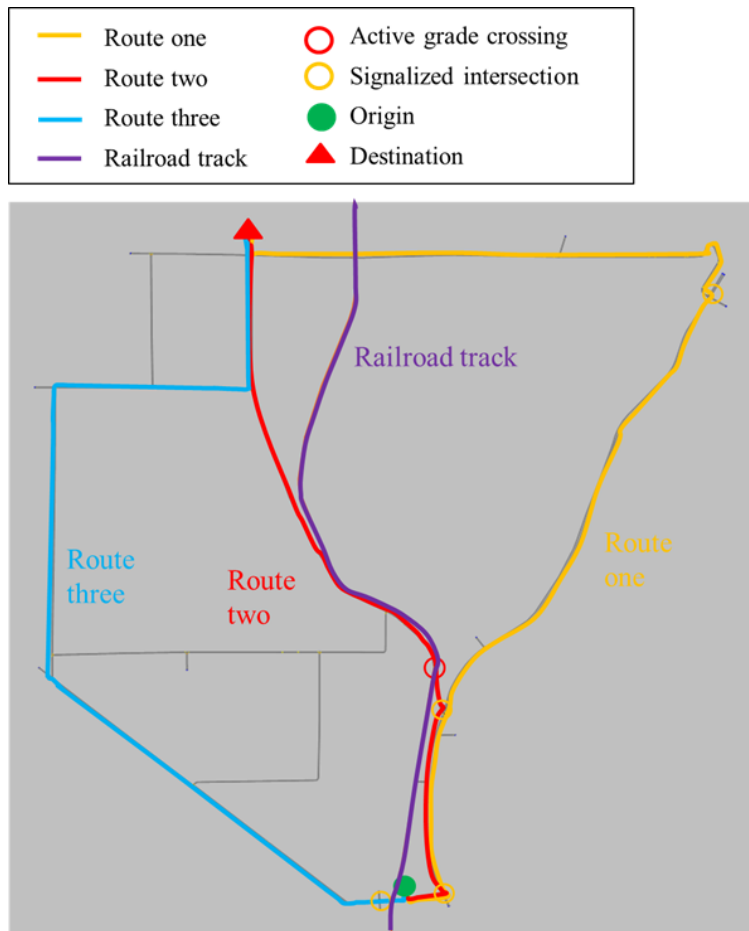 Route one
Route two
Route three
Railroad track
Active grade crossing
Signalized intersection
Origin
Destination
Railroad track
Route
one
Route
three
Route
two